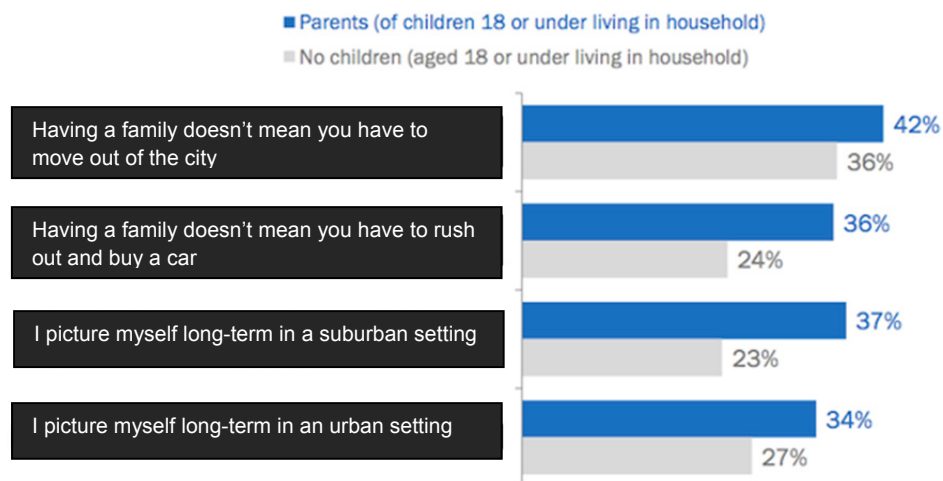 Parents (of children 18 or under living in household)
No children (aged 18 or under living in household)
Having a family doesn’t mean you have to
move out of the city
42%
36%
Having a family doesn’t mean you have to rush
out and buy a car
36%
24%
I picture myself long-term in a suburban setting
37%
23%
I picture myself long-term in an urban setting
34%
27%